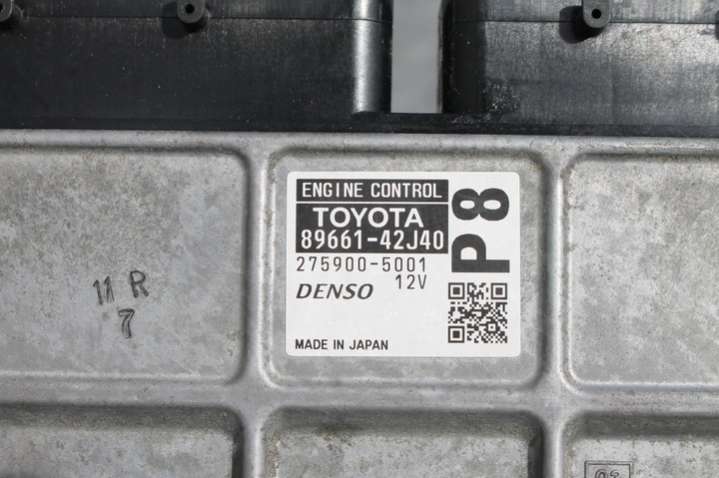 ENGINE CONTROL
TOYOTA
89661-42J40
275900-5001
12V
DENSO
MADE IN JAPAN
P8
11 R
7